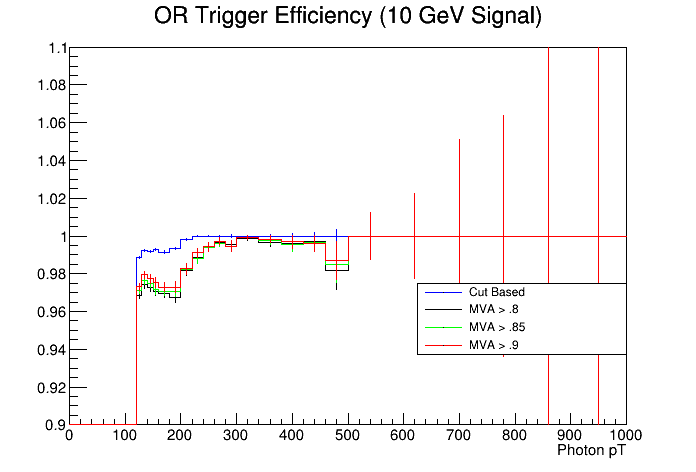 OR Trigger Efficiency (10 GeV Signal)
1.1
1.08
1.06
1.04
1.02
1
0.98
0.96
0.94
0.92
0.9
Cut Based
MVA > .8
MVA > .85
MVA > .9
0 100 200 300 400 500 600 700 800 900 1000
Photon pT